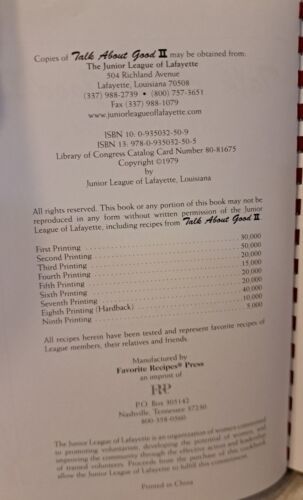 Copies of Talk About Good II may be obtained from:
The Junior League of Lafayette
504 Richland Avenue
Lafayette, Louisiana 70508
(337) 988-2739 • (800) 757-3651
Fax (337) 988-1079
www.juniorleagueoflafayette.com
ISBN 10: 0-935032-50-9
ISBN 13: 978-0-935032-50-5
Library of Congress Catalog Card Number 80-81675
Copyright ©1979
by
Junior League of Lafayette, Louisiana
All rights reserved. This book or any portion of this book may not be
reproduced in any form without written permission of the Junior
League of Lafayette, including recipes from Talk About Good II.
First Printing 30,000
Second Printing 50,000
Third Printing 20,000
Fourth Printing 15,000
Fifth Printing 20,000
Sixth Printing 20,000
Seventh Printing 40,000
Eighth Printing (Hardback) 10,000
Ninth Printing 5,000
All recipes herein have been tested and represent favorite recipes of
League members, their relatives and friends.
Manufactured by
Favorite Recipes® Press
an imprint of
FRP
P.O. Box 305142
Nashville, Tennessee 37230
800-358-0560
The Junior League of Lafayette is an organization of women committed
to promoting voluntarism, developing the potential of women, and
improving the community through the effective action and leadership
of trained volunteers. Proceeds from the purchase of this cookbook
allow the Junior League of Lafayette to fulfill this commitment.
Printed in China